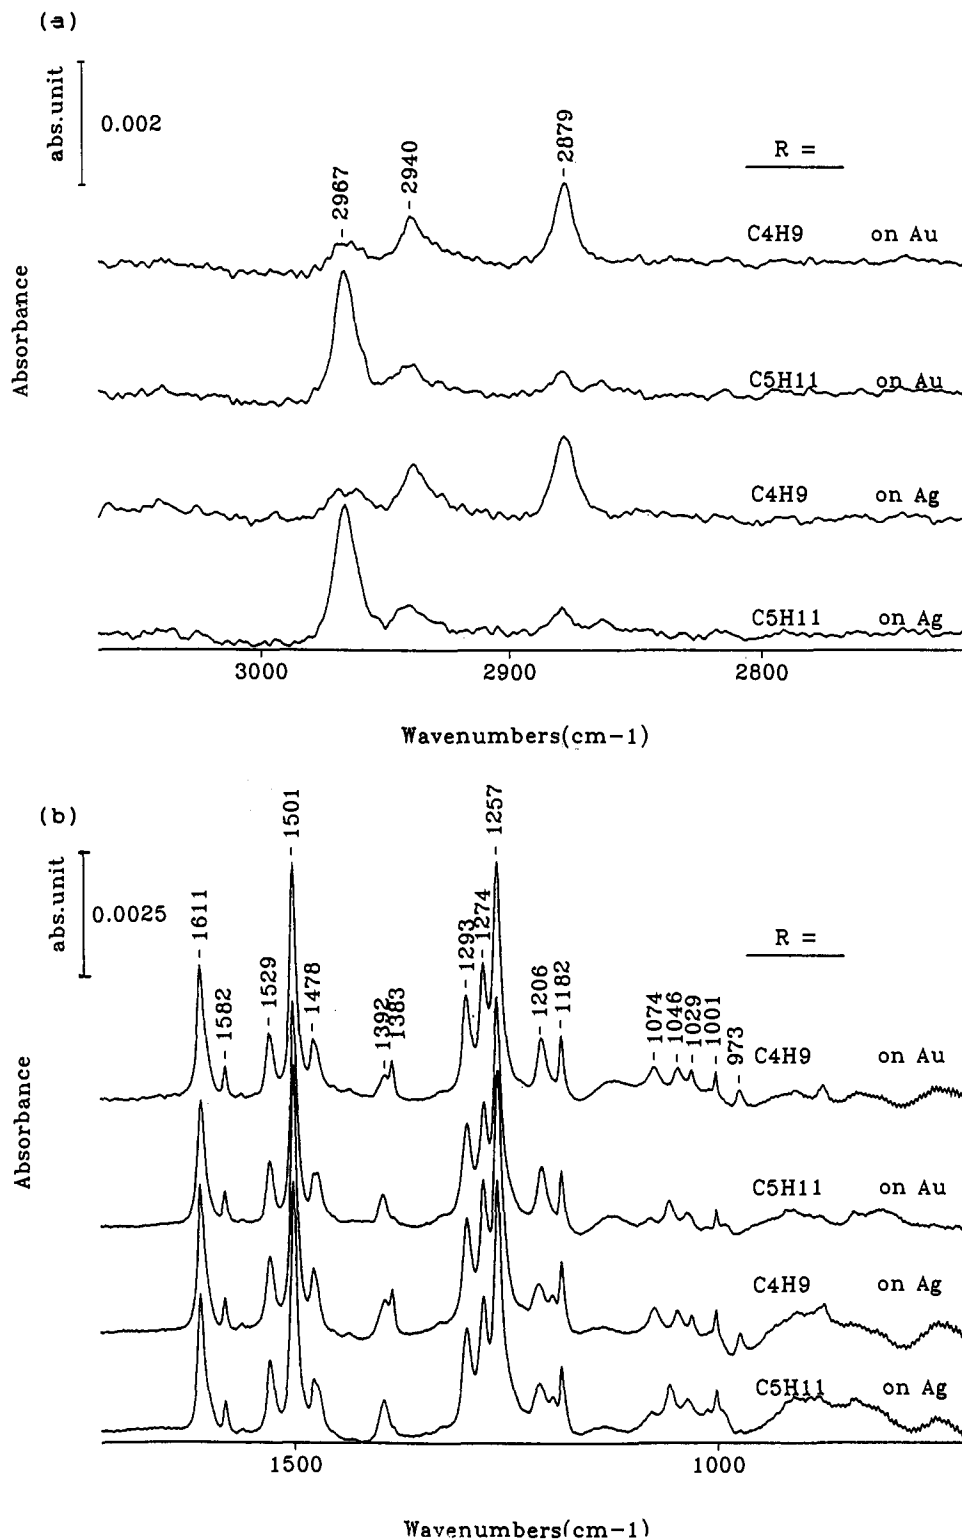 (a)
abs.unit
0.002
2967
2940
2879
R =
C4H9 on Au
C5H11 on Au
C4H9 on Ag
C5H11 on Ag
Absorbance
3000 2900 2800
Wavenumbers(cm-1)
(b)
abs.unit
0.0025
1611
1582
1529
1501
1478
1392
1383
1293
1274
1257
1206
1182
1074
1046
1029
1001
973
R =
C4H9 on Au
C5H11 on Au
C4H9 on Ag
C5H11 on Ag
Absorbance
1500 1000
Wavenumbers(cm-1)